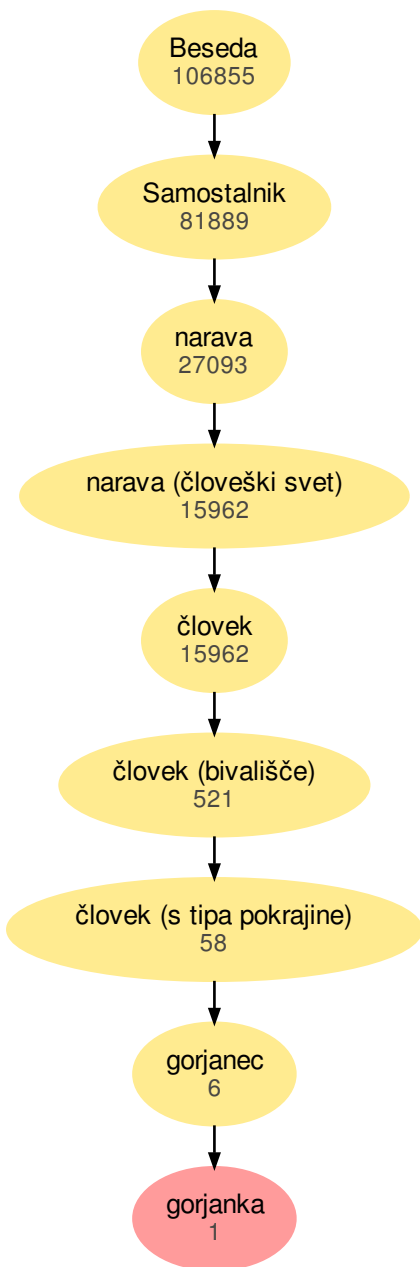 Beseda
106855
Samostalnik
81889
narava
27093
narava (človeški svet)
15962
človek
15962
človek (bivališče)
521
človek (s tipa pokrajine)
58
gorjanec
6
gorjanka
1